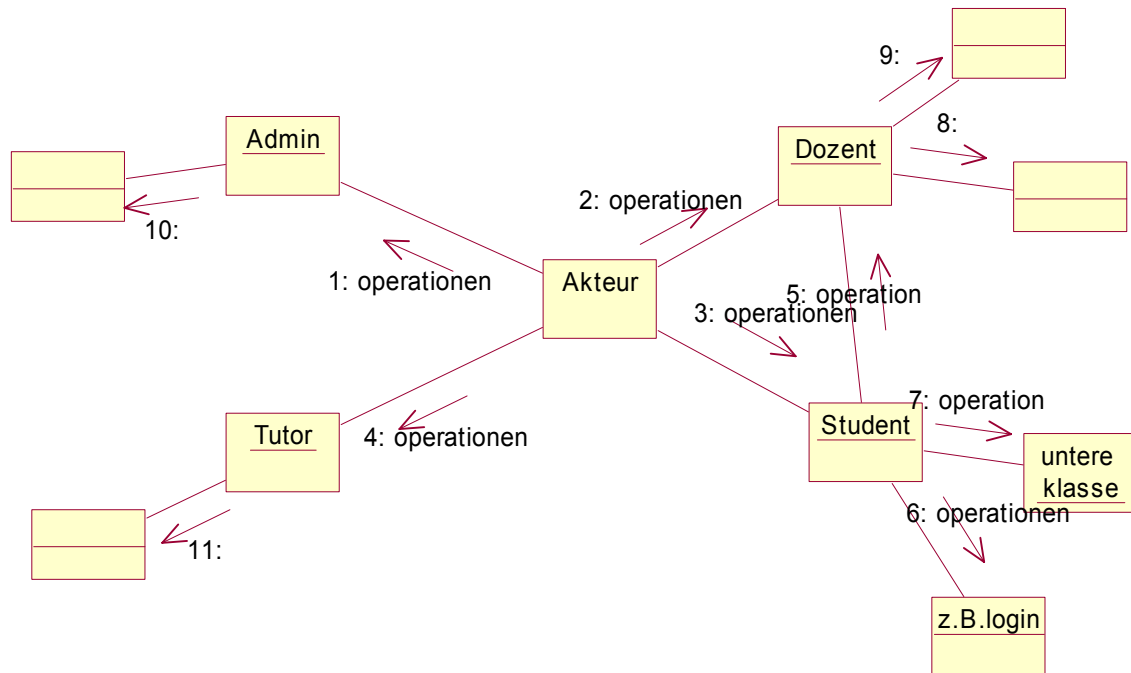 9:
8:
Admin
Dozent
2: operationen
10:
1: operationen
Akteur
5: operation
3: operationen
7: operation
Tutor
4: operationen
Student
untere
klasse
6: operationen
11:
z.B.login